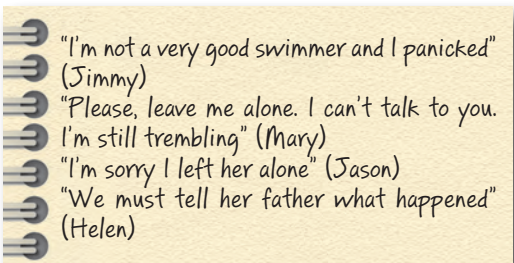 “I'm not a very good swimmer and I panicked”
(Jimmy)
“Please, leave me alone. I can't talk to you.
I'm still trembling” (Mary)
“I'm sorry I left her alone” (Jason)
“We must tell her father what happened”
(Helen)